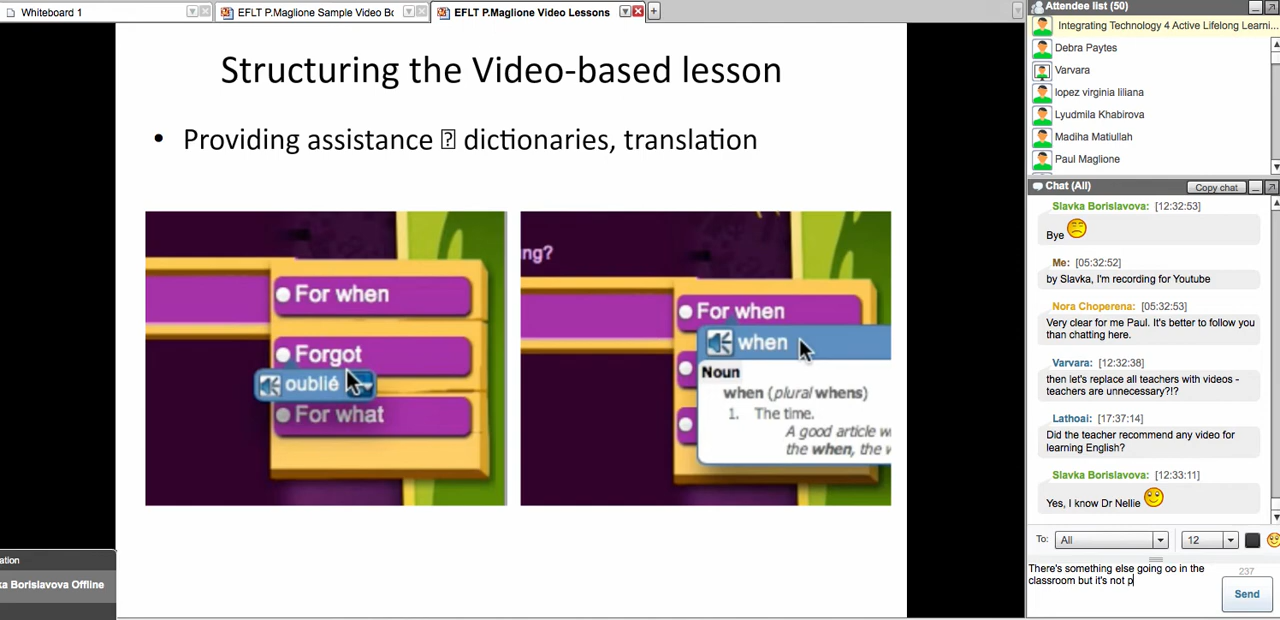 Whiteboard 1
EFLT P.Maglione Sample Video Bo
EFLT P.Maglione Video Lessons
Structuring the Video-based lesson
• Providing assistance ⍰ dictionaries, translation
For when
Forgot
oublié
For what
ng?
For when
when
Noun
when (plural whens)
1. The time.
A good article w
the when, the w
ation
ka Borislavova Offline
Attendee list (50)
Integrating Technology 4 Active Lifelong Learni...
Debra Paytes
Varvara
lopez virginia liliana
Lyudmila Khabirova
Madiha Matiullah
Paul Maglione
Chat (All)
Copy chat
Slavka Borislavova: [12:32:53]
Bye
Me: [05:32:52]
by Slavka, I'm recording for Youtube
Nora Choperena: [05:32:53]
Very clear for me Paul. It's better to follow you
than chatting here.
Varvara: [12:32:38]
then let's replace all teachers with videos -
teachers are unnecessary?!?
Lathoai: [17:37:14]
Did the teacher recommend any video for
learning English?
Slavka Borislavova: [12:33:11]
Yes, I know Dr Nellie
To: All 12
There's something else going oo in the
classroom but it's not p
237
Send